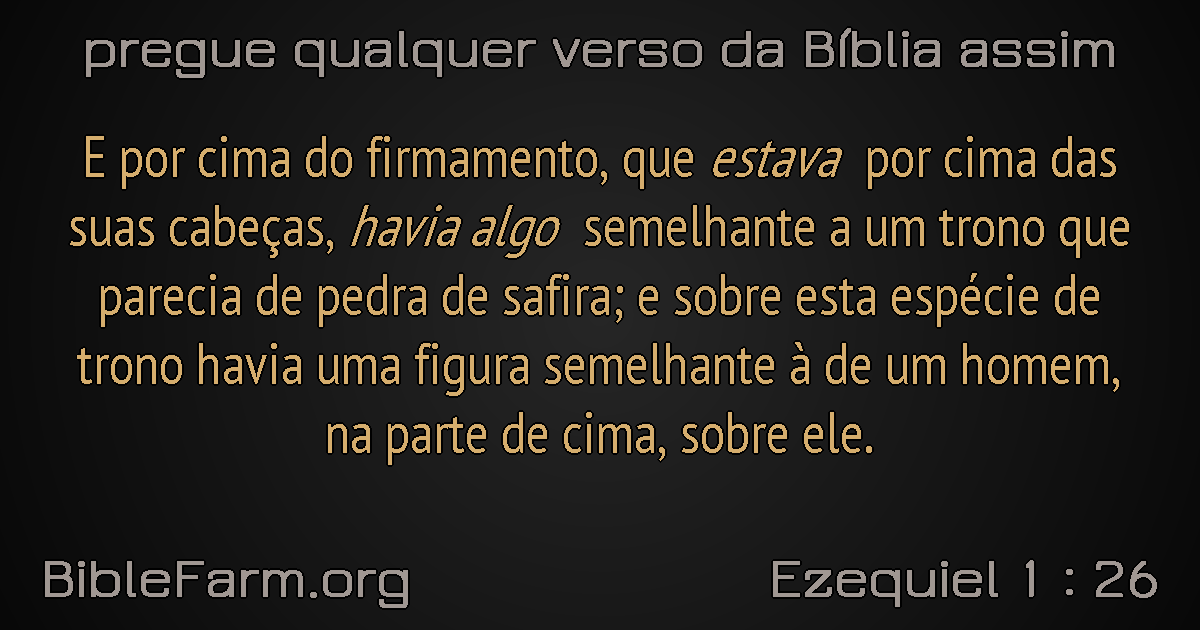 pregue qualquer verso da Bíblia assim
E por cima do firmamento, que estava por cima das
suas cabeças, havia algo semelhante a um trono que
parecia de pedra de safira; e sobre esta espécie de
trono havia uma figura semelhante à de um homem,
na parte de cima, sobre ele.
BibleFarm.org
Ezequiel 1 : 26